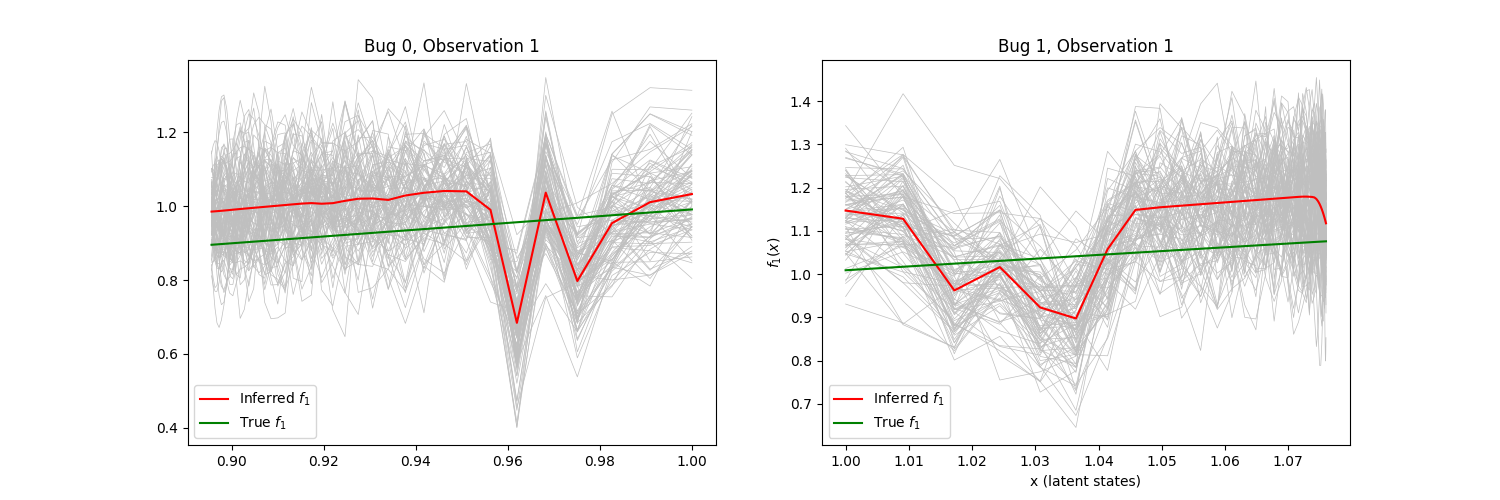 Bug 0, Observation 1
1.2
1.0
0.8
0.6
0.4
Inferred f₁
True f₁
0.90 0.92 0.94 0.96 0.98 1.00
Bug 1, Observation 1
f₁(x)
1.4
1.3
1.2
1.1
1.0
0.9
0.8
0.7
Inferred f₁
True f₁
1.00 1.01 1.02 1.03 1.04 1.05 1.06 1.07
x (latent states)